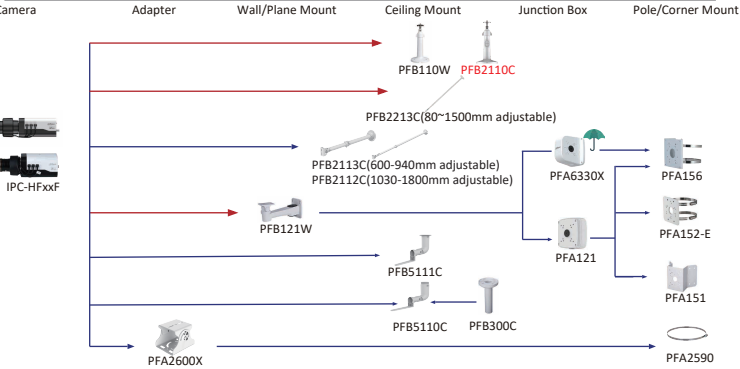 Camera Adapter Wall/Plane Mount Ceiling Mount Junction Box Pole/Corner Mount
PFB110W PFB2110C
PFB2213C(80~1500mm adjustable)
PFB2113C(600-940mm adjustable)
PFB2112C(1030-1800mm adjustable)
PFA6330X
PFA156
IPC-HFxxF
PFB121W
PFA121
PFA152-E
PFB5111C
PFA151
PFB5110C
PFB300C
PFA2600X
PFA2590